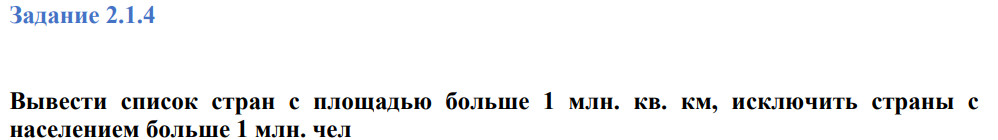 Задание 2.1.4
Вывести список стран с площадью больше 1 млн. кв. км, исключить страны с
населением больше 1 млн. чел